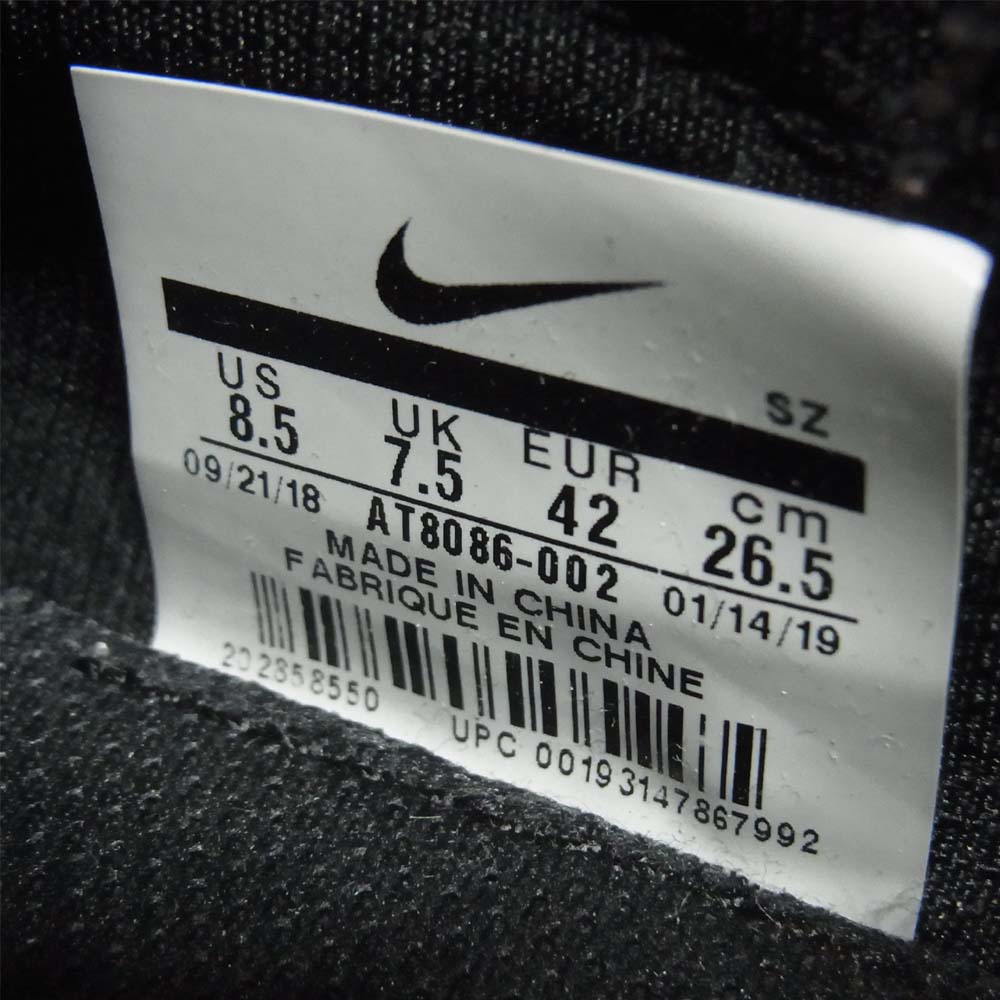 SZ
US UK EUR cm
8.5 7.5 42 26.5
09/21/18 AT8086-002 01/14/19
MADE IN CHINA
FABRIQUE EN CHINE
202858550
UPC 00193147867992